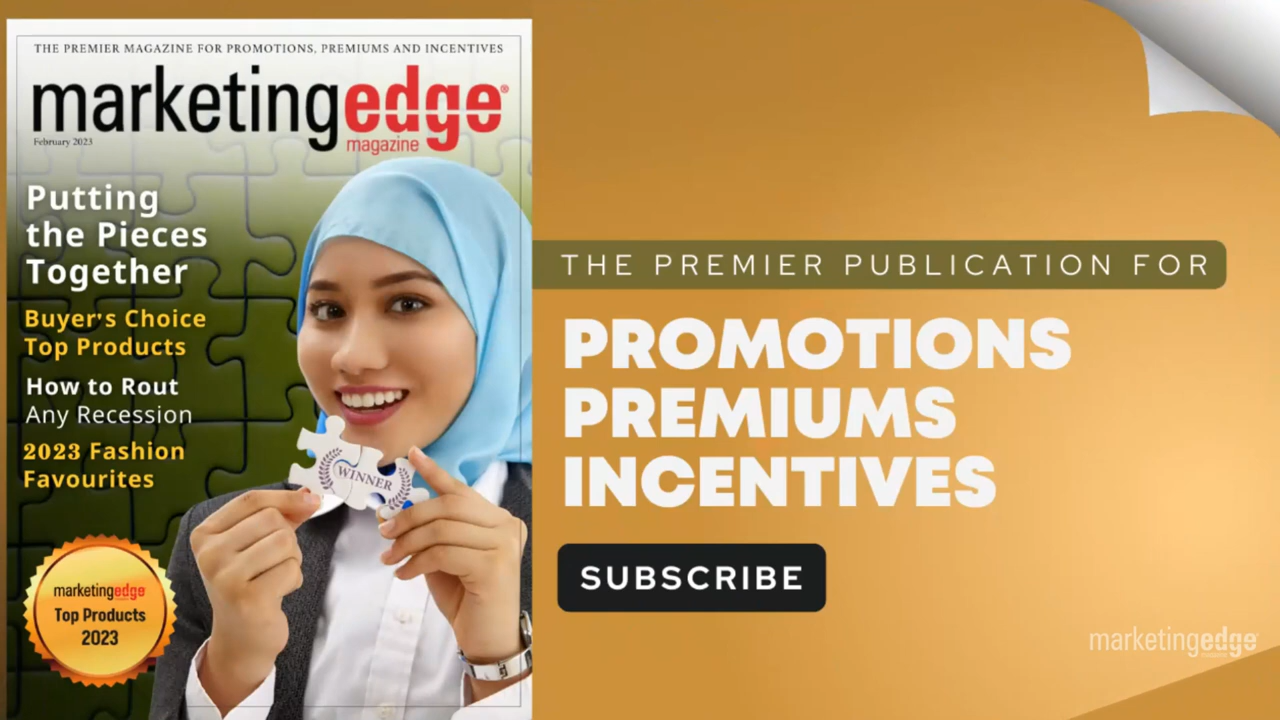 THE PREMIER MAGAZINE FOR PROMOTIONS, PREMIUMS AND INCENTIVES
marketingedge®
magazine
February 2023
Putting
the Pieces
Together
Buyer's Choice
Top Products
How to Rout
Any Recession
2023 Fashion
Favourites
WINNER
marketingedge
Top Products
2023
THE PREMIER PUBLICATION FOR
PROMOTIONS
PREMIUMS
INCENTIVES
SUBSCRIBE
marketingedge